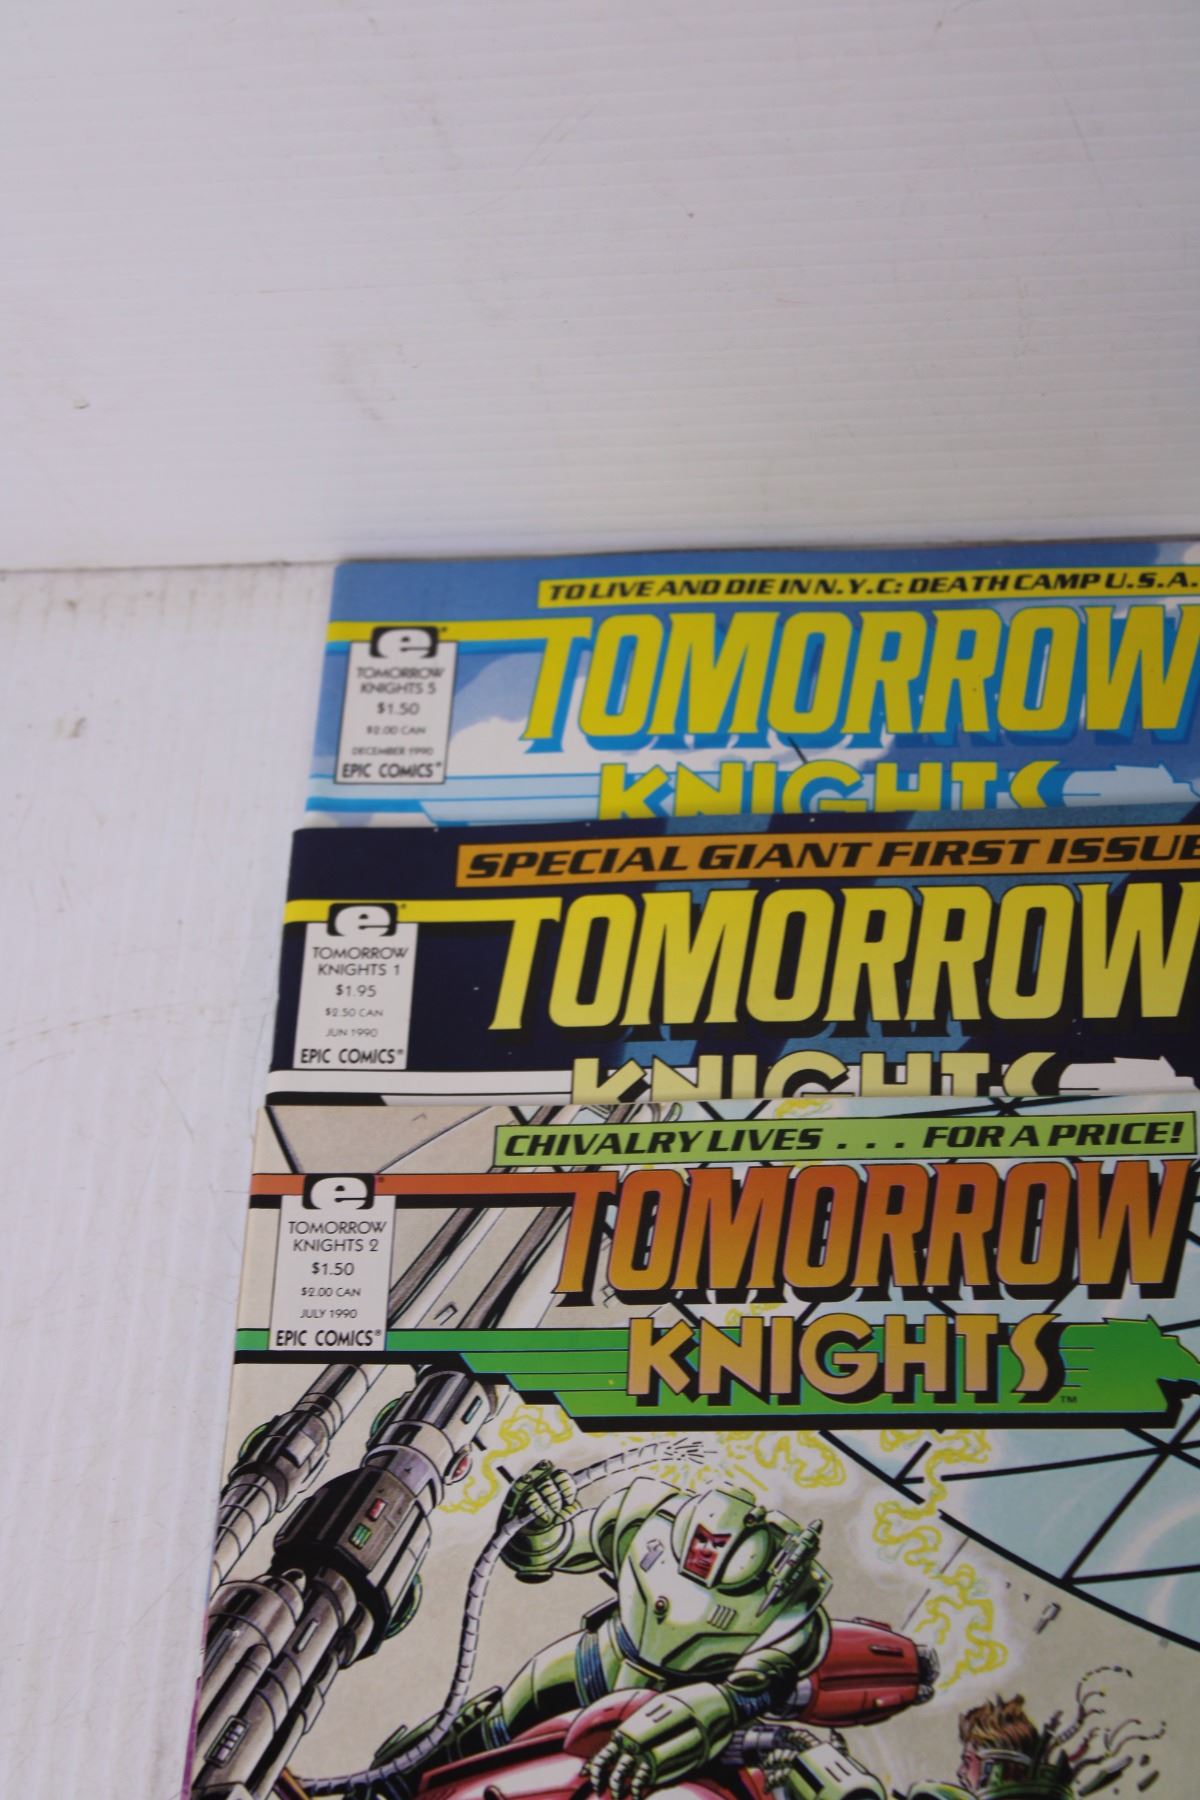 TO LIVE AND DIE IN N.Y.C: DEATH CAMP U.S.A.
TOMORROW
KNIGHTS
e®
TOMORROW
KNIGHTS 5
$1.50
$2.00 CAN
DECEMBER 1990
EPIC COMICS®
SPECIAL GIANT FIRST ISSUE
TOMORROW
KNIGHTS
e®
TOMORROW
KNIGHTS 1
$1.95
$2.50 CAN
JUN 1990
EPIC COMICS®
CHIVALRY LIVES . . . FOR A PRICE!
TOMORROW
KNIGHTS™
e®
TOMORROW
KNIGHTS 2
$1.50
$2.00 CAN
JULY 1990
EPIC COMICS®